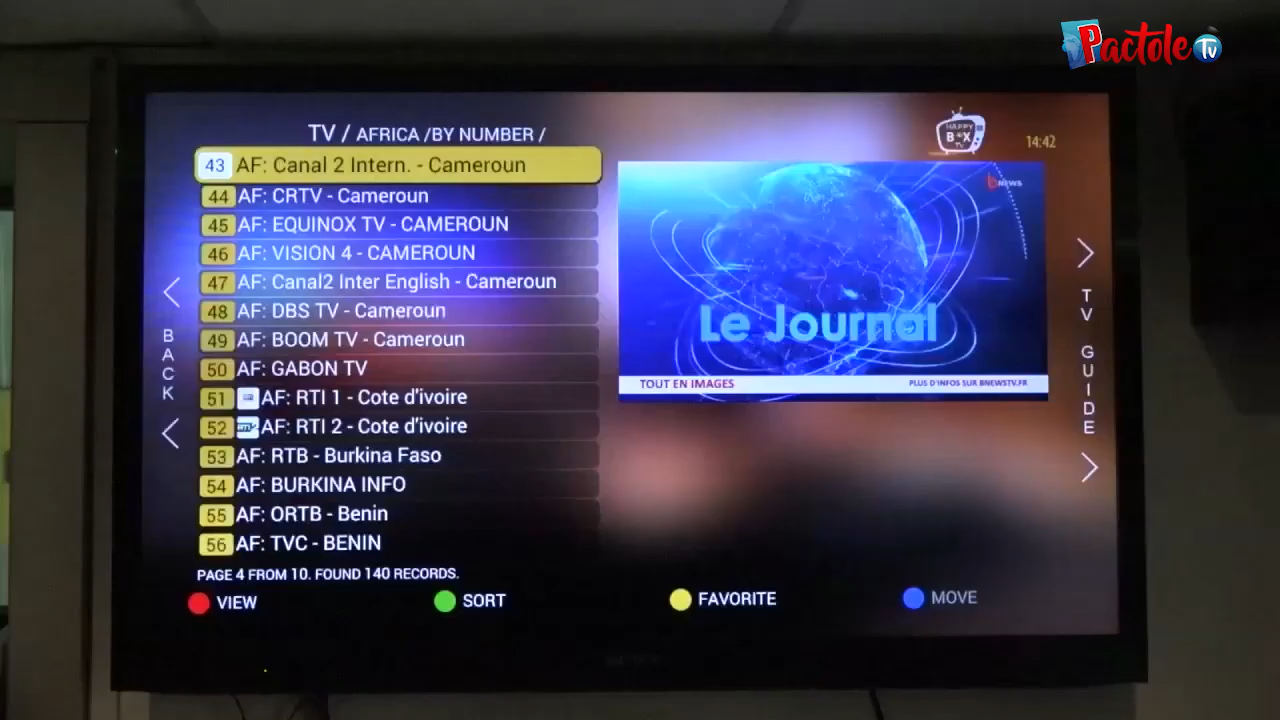 Pactole Tv
TV / AFRICA /BY NUMBER /
HAPPY
BOX
TV
14:42
43 AF: Canal 2 Intern. - Cameroun
44 AF: CRTV - Cameroun
45 AF: EQUINOX TV - CAMEROUN
46 AF: VISION 4 - CAMEROUN
47 AF: Canal2 Inter English - Cameroun
48 AF: DBS TV - Cameroun
49 AF: BOOM TV - Cameroun
50 AF: GABON TV
51 AF: RTI 1 - Cote d'ivoire
52 AF: RTI 2 - Cote d'ivoire
53 AF: RTB - Burkina Faso
54 AF: BURKINA INFO
55 AF: ORTB - Benin
56 AF: TVC - BENIN
PAGE 4 FROM 10. FOUND 140 RECORDS.
VIEW
SORT
FAVORITE
MOVE
BACK
bNEWS
Le Journal
TOUT EN IMAGES
PLUS D'INFOS SUR BNEWSTV.FR
TV GUIDE